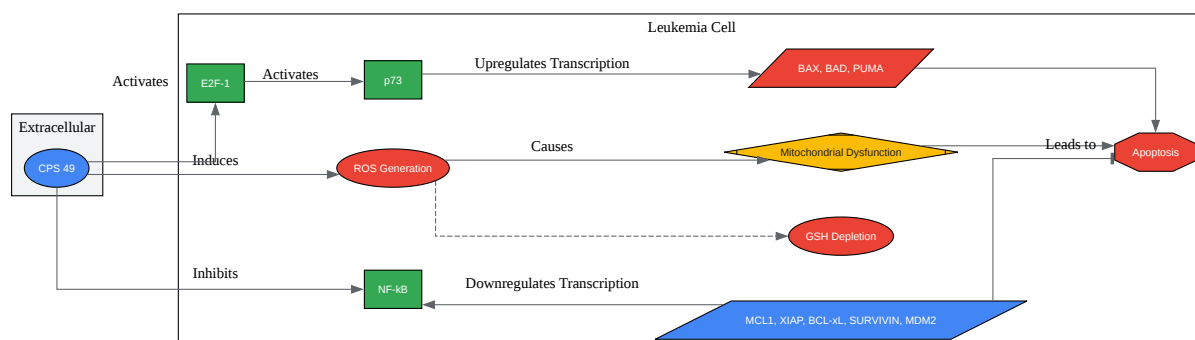 Leukemia Cell
Activates
E2F-1
Activates
p73
Upregulates Transcription
BAX, BAD, PUMA
Extracellular
CPS 49
Induces
ROS Generation
Causes
Mitochondrial Dysfunction
Leads to
Apoptosis
GSH Depletion
Inhibits
NF-kB
Downregulates Transcription
MCL1, XIAP, BCL-xL, SURVIVIN, MDM2